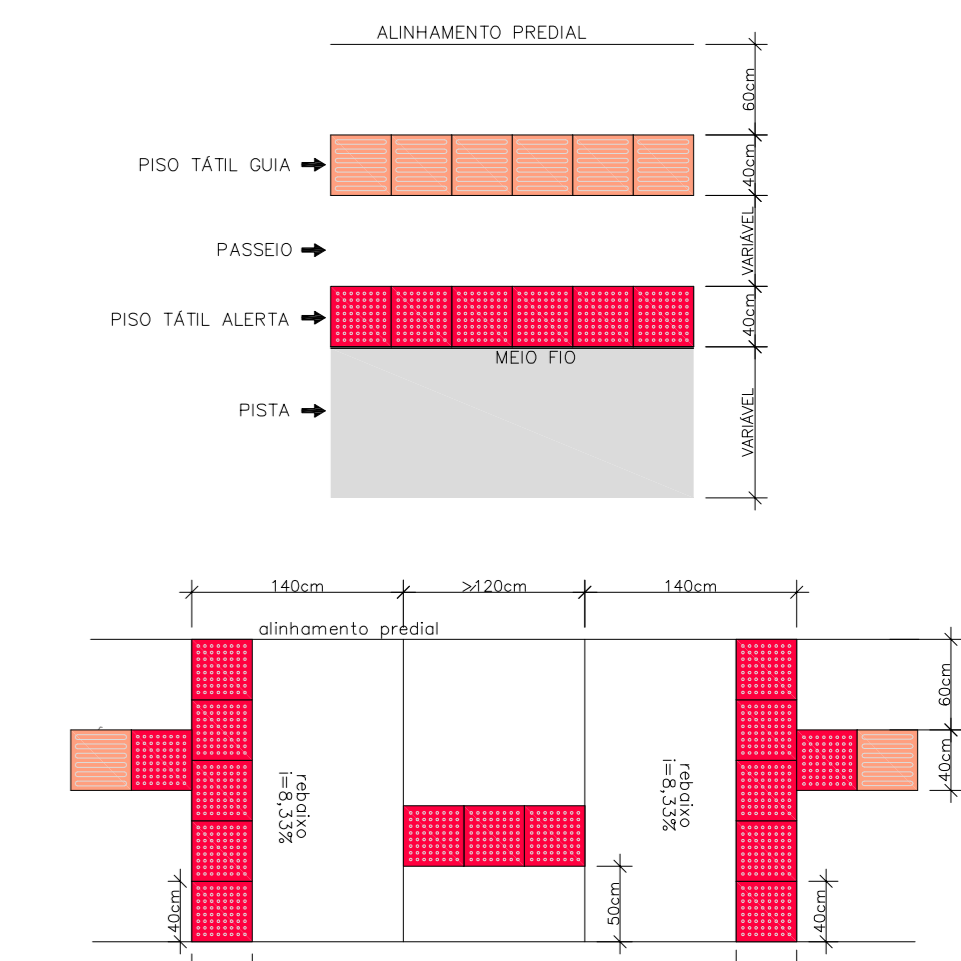 ALINHAMENTO PREDIAL
60cm
PISO TÁTIL GUIA
40cm
PASSEIO
VARIÁVEL
PISO TÁTIL ALERTA
40cm
MEIO FIO
PISTA
VARIÁVEL
140cm
≥120cm
140cm
alinhamento predial
60cm
40cm
rebaixo
i=8,33%
rebaixo
i=8,33%
40cm
50cm
40cm